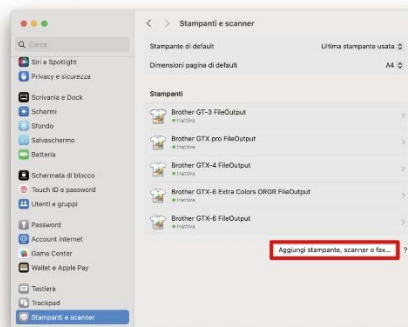 Stampanti e scanner
Cerca
Siri e Spotlight
Privacy e sicurezza
Scrivania e Dock
Schermi
Sfondo
Salvaschermo
Batteria
Schermata di blocco
Touch ID e password
Utenti e gruppi
Password
Account Internet
Game Center
Wallet e Apple Pay
Tastiera
Trackpad
Stampanti e scanner
Stampante di default Ultima stampante usata
Dimensioni pagina di default A4
Stampanti
Brother GT-3 FileOutput
Inattiva
Brother GTX pro FileOutput
Inattiva
Brother GTX-4 FileOutput
Inattiva
Brother GTX-6 Extra Colors ORGR FileOutput
Inattiva
Brother GTX-6 FileOutput
Inattiva
Aggiungi stampante, scanner o fax... ?